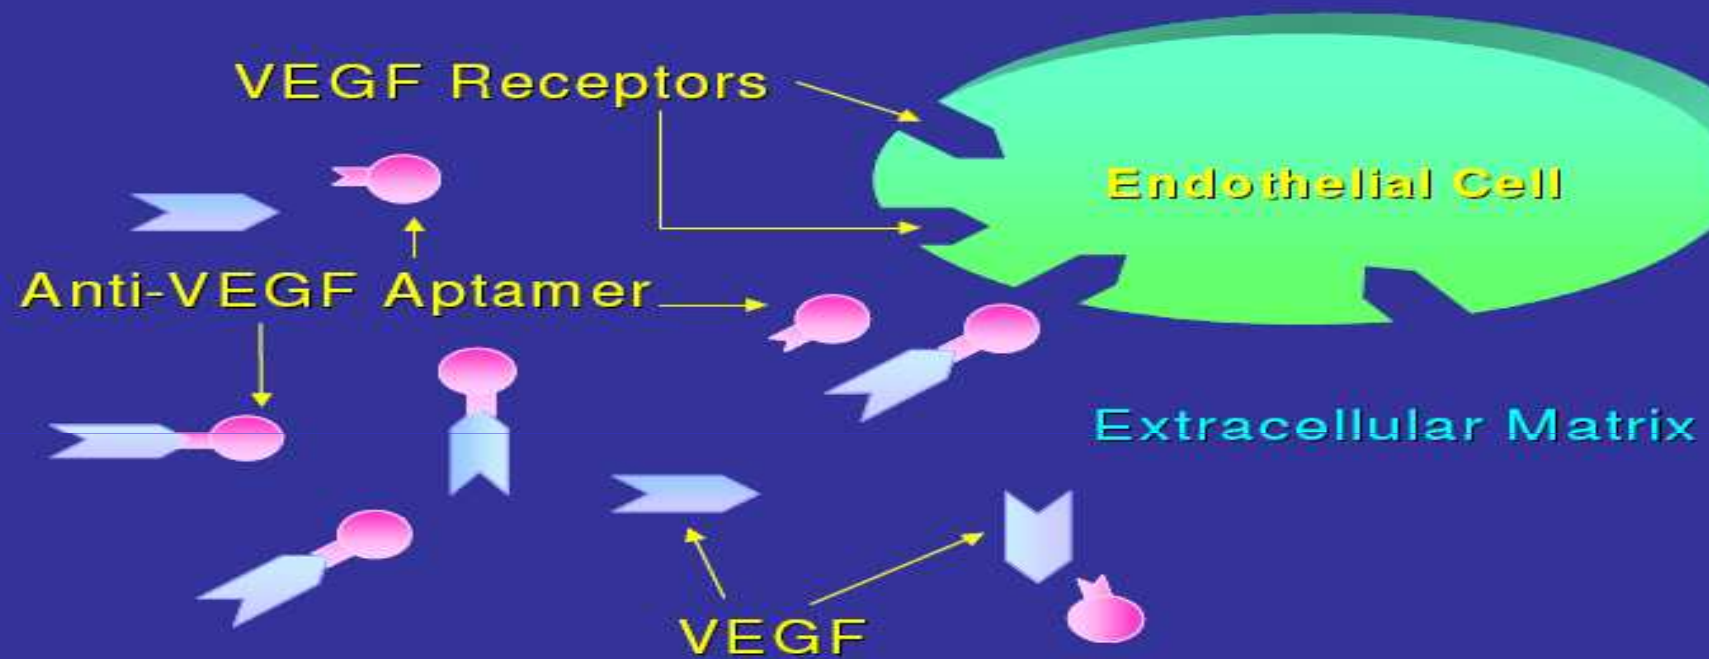 VEGF Receptors
Endothelial Cell
Anti-VEGF Aptamer
Extracellular Matrix
VEGF